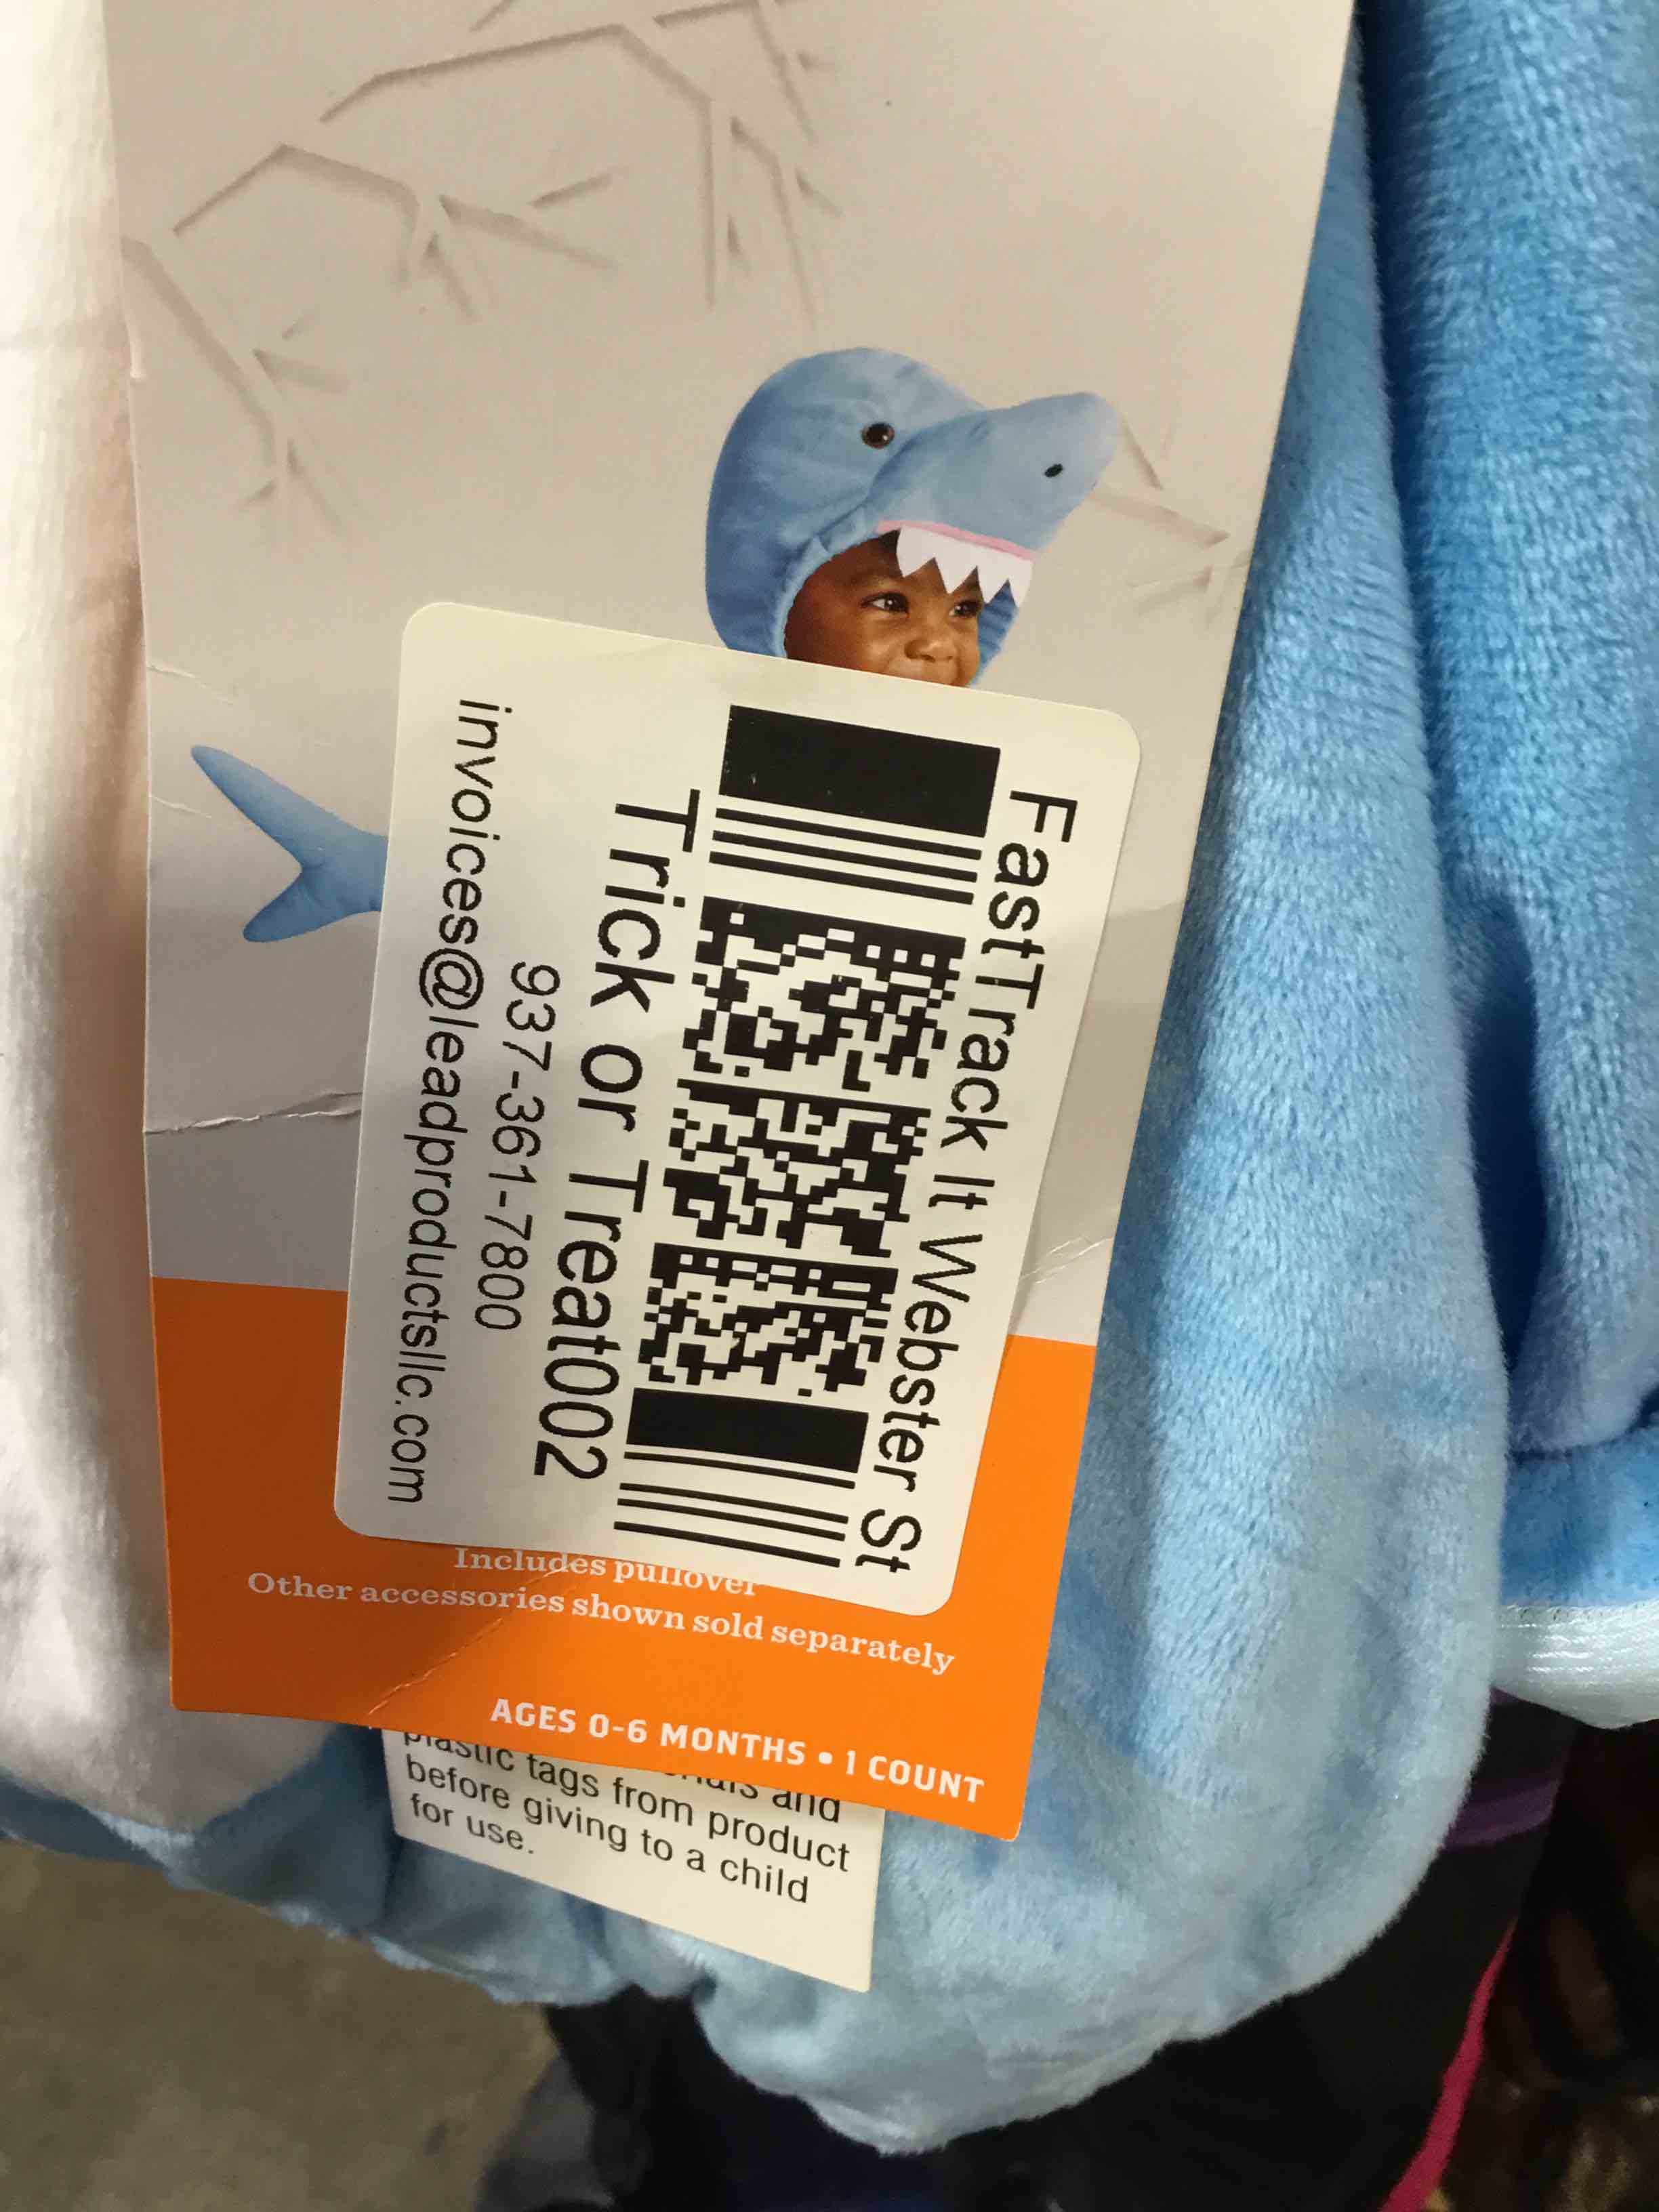 FastTrack It Webster St
Trick or Treat002
937-361-7800
invoices@leadproductsllc.com
Includes pullover
Other accessories shown sold separately
AGES 0-6 MONTHS • 1 COUNT
plastic tags from product
before giving to a child
for use.